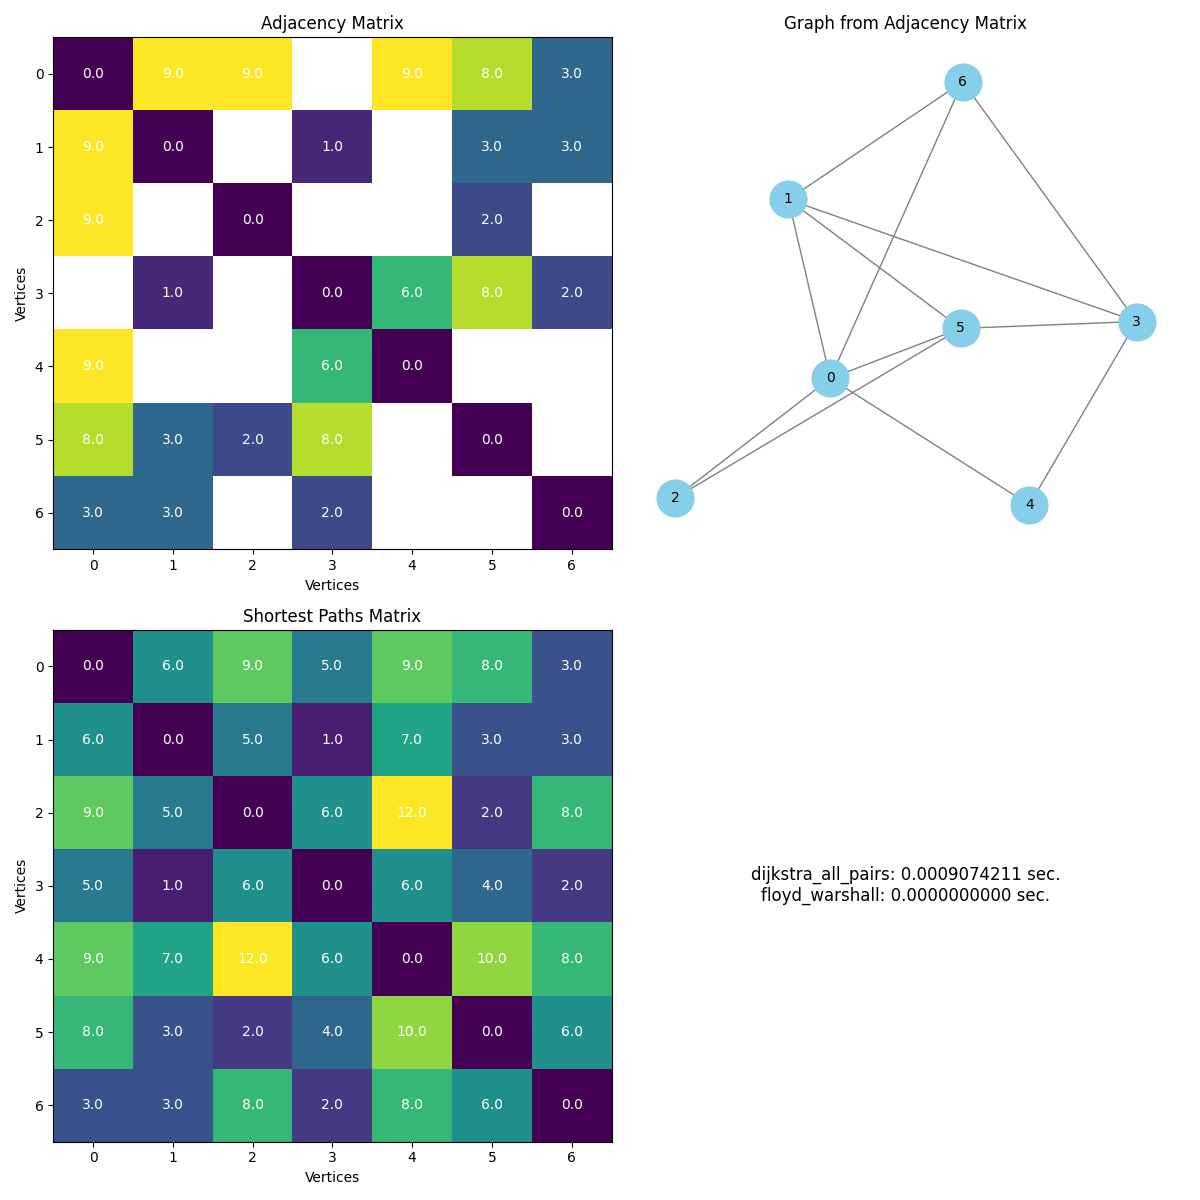 Adjacency Matrix
0 0.0 9.0 9.0 9.0 8.0 3.0
1 9.0 0.0 1.0 3.0 3.0
2 9.0 0.0 2.0
3 1.0 0.0 6.0 8.0 2.0
4 9.0 6.0 0.0
5 8.0 3.0 2.0 8.0 0.0
6 3.0 3.0 2.0 0.0
0 1 2 3 4 5 6
Vertices
Vertices
Graph from Adjacency Matrix
6
1
3
5
0
2
4
Shortest Paths Matrix
0 0.0 6.0 9.0 5.0 9.0 8.0 3.0
1 6.0 0.0 5.0 1.0 7.0 3.0 3.0
2 9.0 5.0 0.0 6.0 12.0 2.0 8.0
3 5.0 1.0 6.0 0.0 6.0 4.0 2.0
4 9.0 7.0 12.0 6.0 0.0 10.0 8.0
5 8.0 3.0 2.0 4.0 10.0 0.0 6.0
6 3.0 3.0 8.0 2.0 8.0 6.0 0.0
0 1 2 3 4 5 6
Vertices
Vertices
dijkstra_all_pairs: 0.0009074211 sec.
floyd_warshall: 0.0000000000 sec.